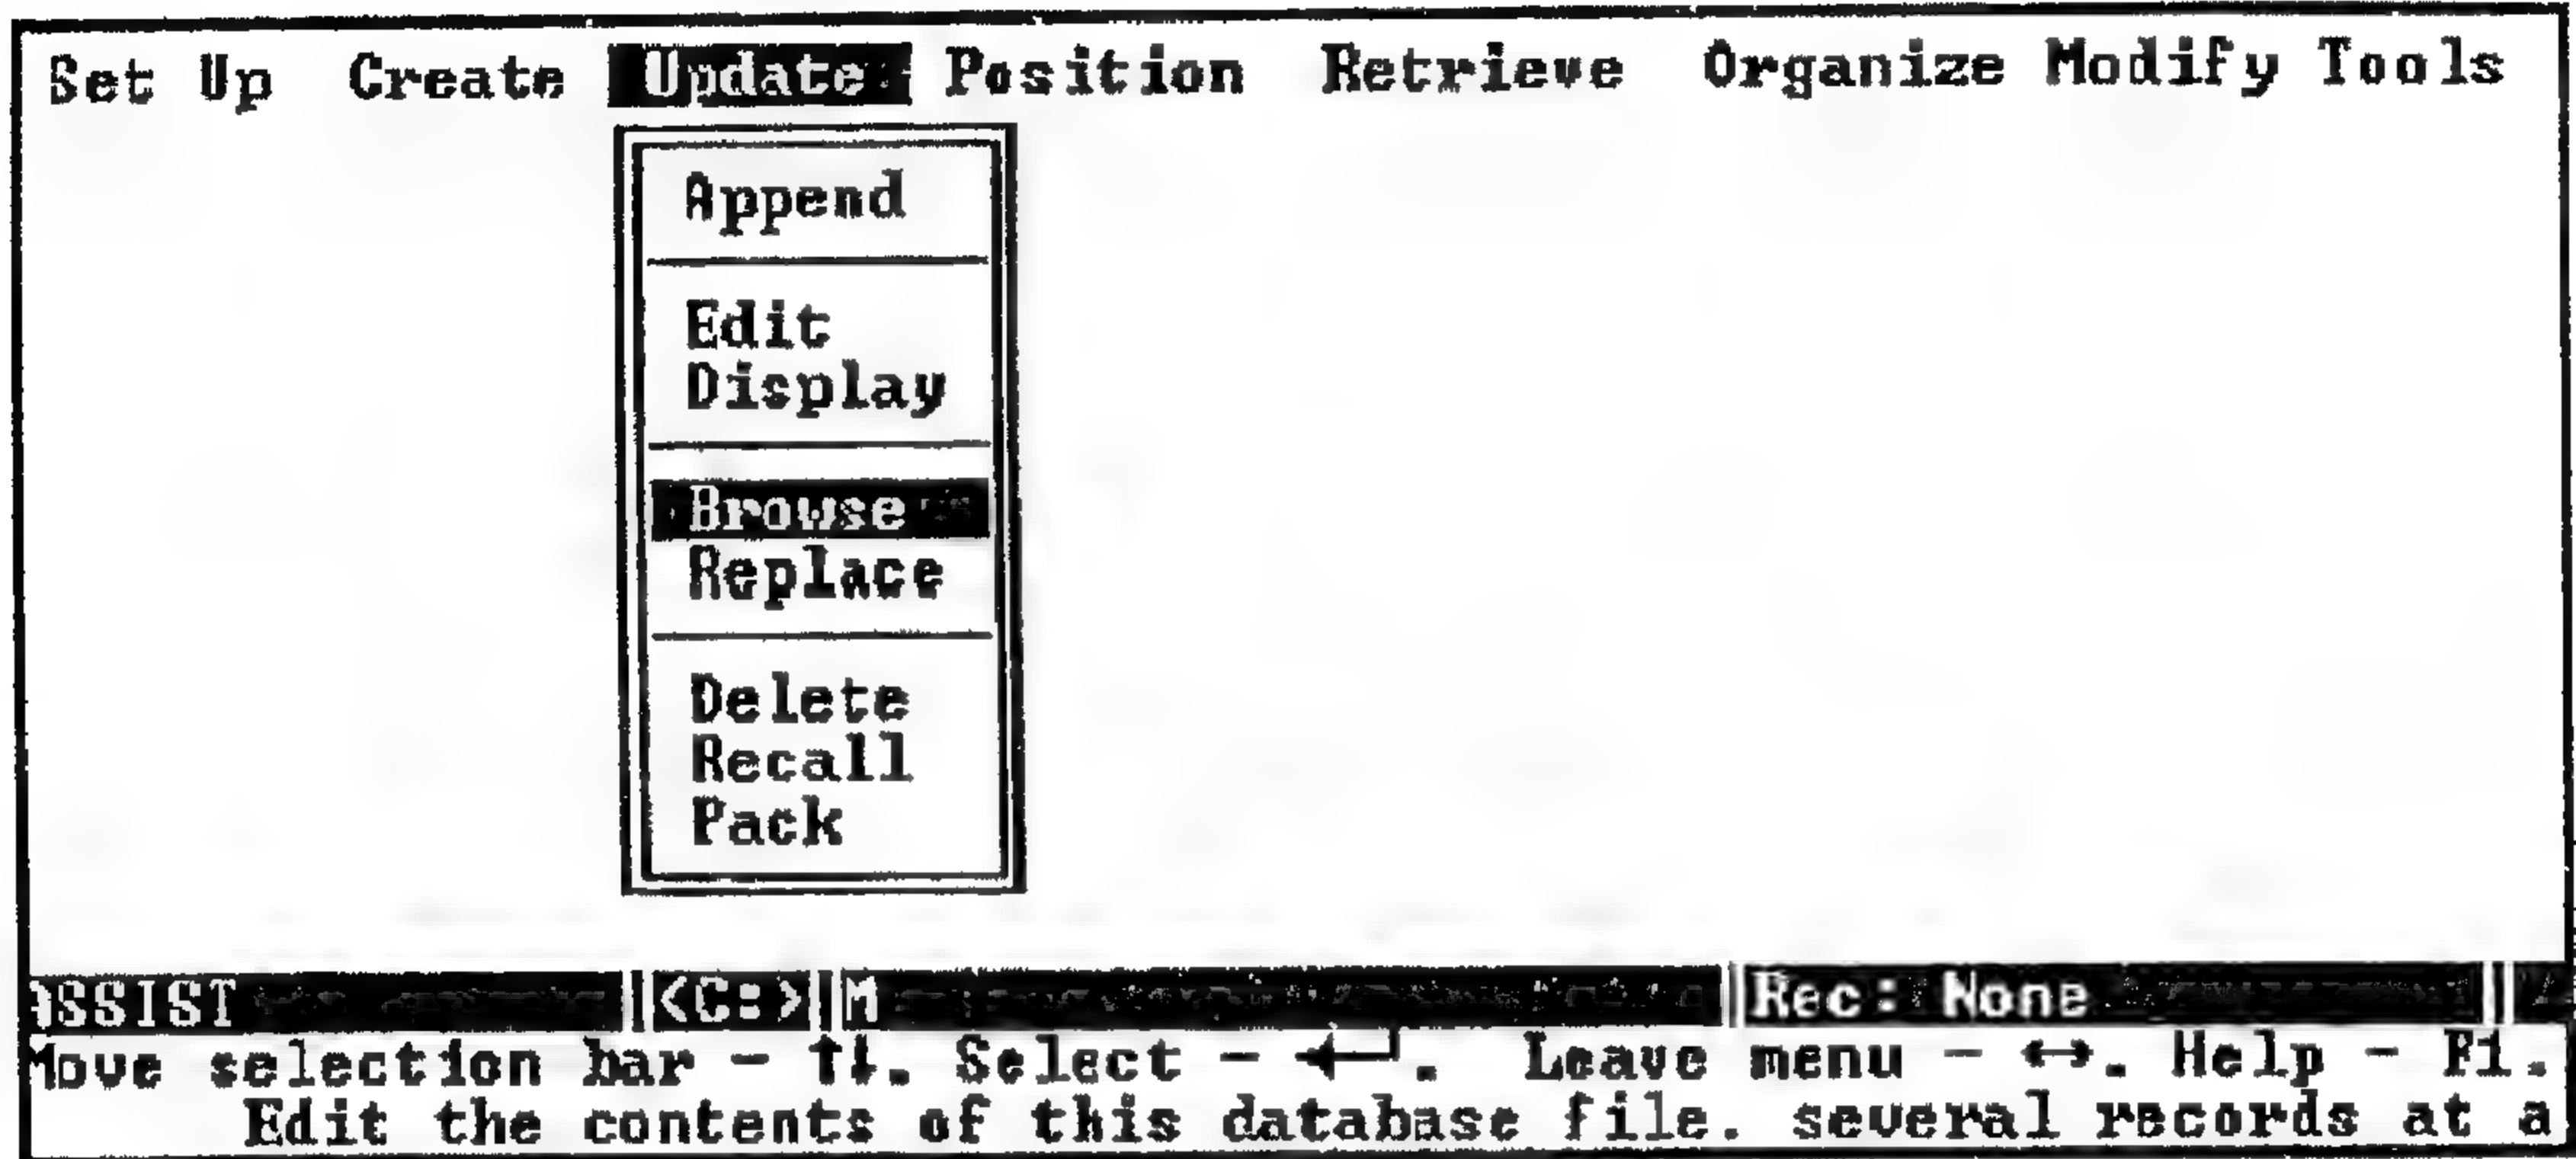 Set Up Create Update Position Retrieve Organize Modify Tools
Append
Edit
Display
Browse
Replace
Delete
Recall
Pack
ASSIST <C:> M Rec: None
Move selection bar - ↑↓. Select - ←┘. Leave menu - ↔. Help - F1.
Edit the contents of this database file. several records at a